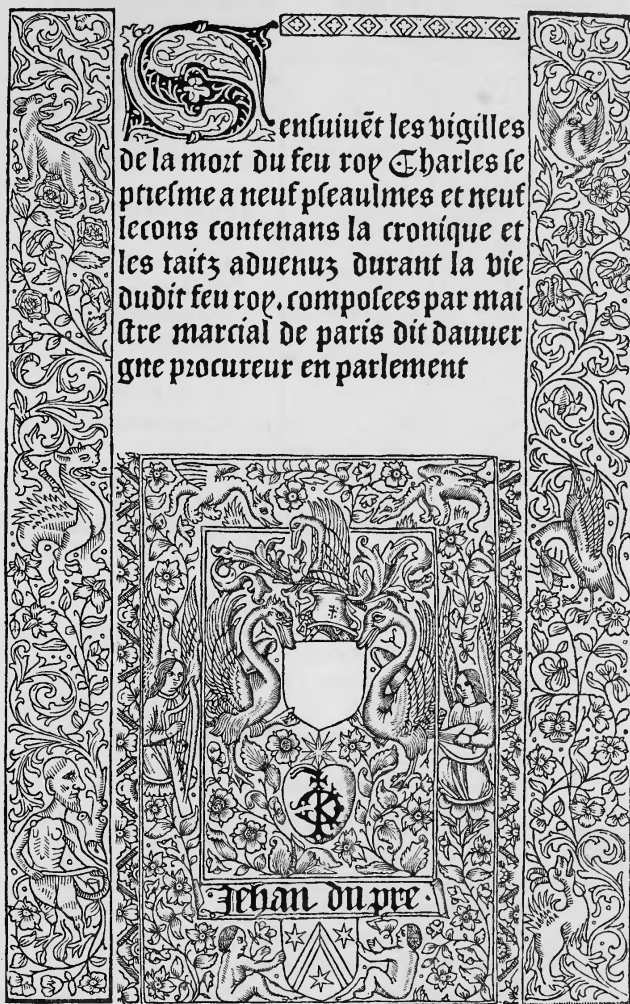 Sensuiuẽt les vigilles
de la mort du feu roy Charles se
ptiesme a neuf pseaulmes et neuf
lecons contenans la cronique et
les faitz aduenuz durant la vie
dudit feu roy. composees par mai
stre marcial de paris dit dauuer
gne procureur en parlement
Jehan du pre.